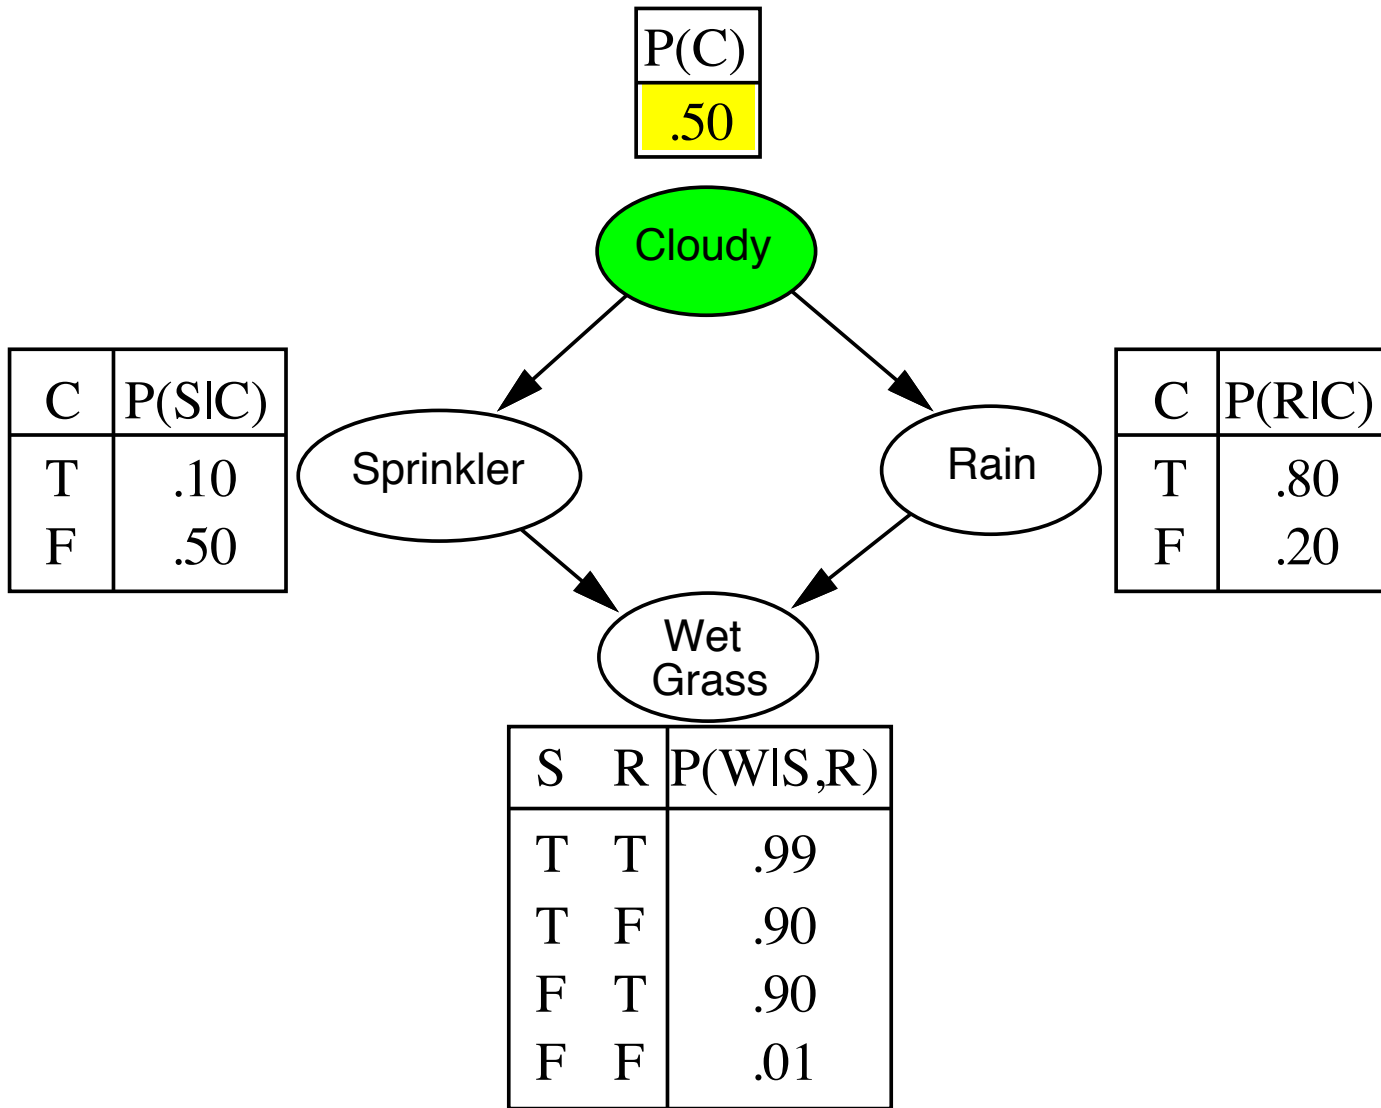 P(C)
.50
Cloudy
C P(S|C)
T .10
F .50
Sprinkler
Rain
C P(R|C)
T .80
F .20
Wet
Grass
S R P(W|S,R)
T T .99
T F .90
F T .90
F F .01